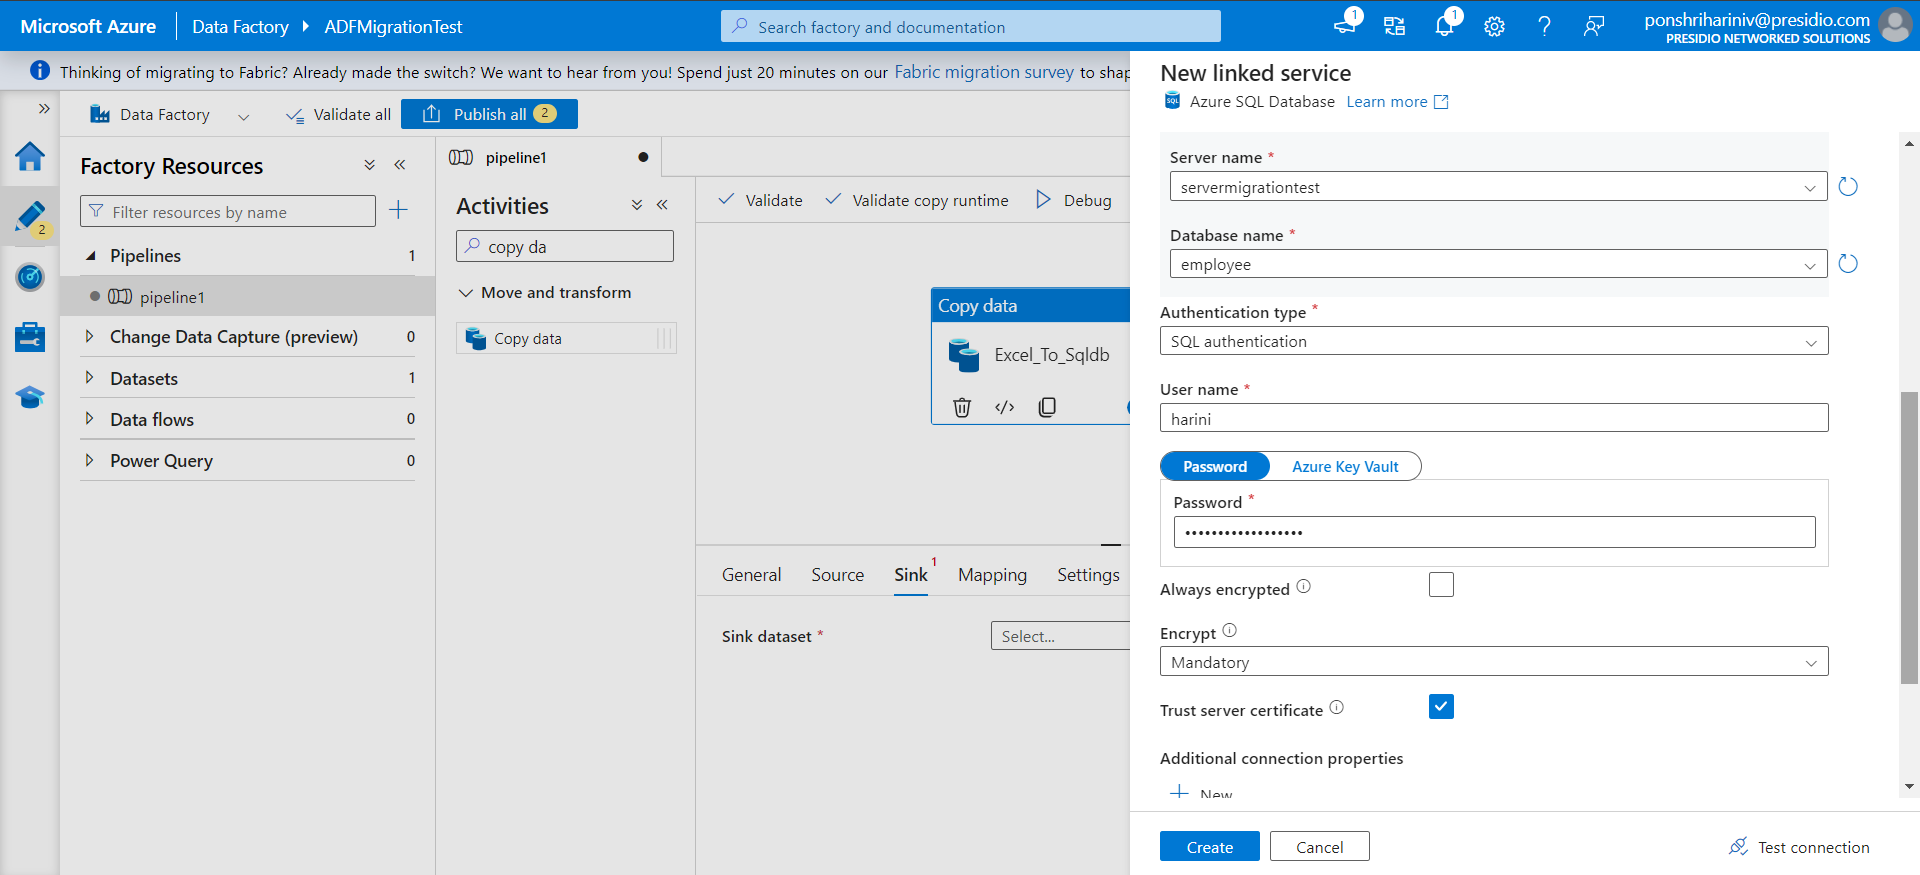 Microsoft Azure
Data Factory
ADFMigrationTest
Search factory and documentation
1
1
ponshrihariniv@presidio.com
PRESIDIO NETWORKED SOLUTIONS
Thinking of migrating to Fabric? Already made the switch? We want to hear from you! Spend just 20 minutes on our Fabric migration survey to shap
Data Factory
Validate all
Publish all 2
2
Factory Resources
Filter resources by name
Pipelines 1
pipeline1
Change Data Capture (preview) 0
Datasets 1
Data flows 0
Power Query 0
pipeline1
Activities
copy da
Move and transform
Copy data
Validate
Validate copy runtime
Debug
Copy data
Excel_To_Sqldb
General
Source
Sink 1
Mapping
Settings
Sink dataset *
Select...
New linked service
SQL
Azure SQL Database Learn more
Server name *
servermigrationtest
Database name *
employee
Authentication type *
SQL authentication
User name *
harini
Password
Azure Key Vault
Password *
••••••••••••••••••
Always encrypted
Encrypt
Mandatory
Trust server certificate
Additional connection properties
New
Create
Cancel
Test connection